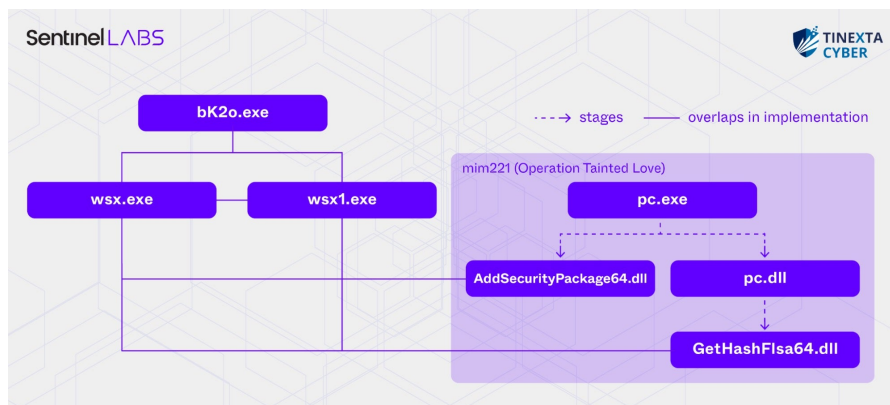 SentinelLABS
TINEXTA
CYBER
bK2o.exe
stages
overlaps in implementation
mim221 (Operation Tainted Love)
wsx.exe
wsx1.exe
pc.exe
AddSecurityPackage64.dll
pc.dll
GetHashFlsa64.dll